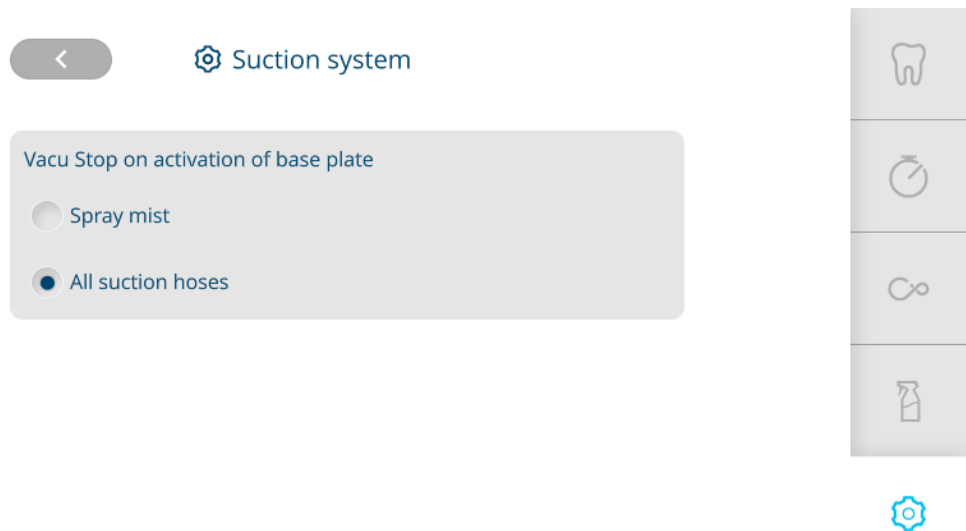 Suction system
Vacu Stop on activation of base plate
Spray mist
All suction hoses